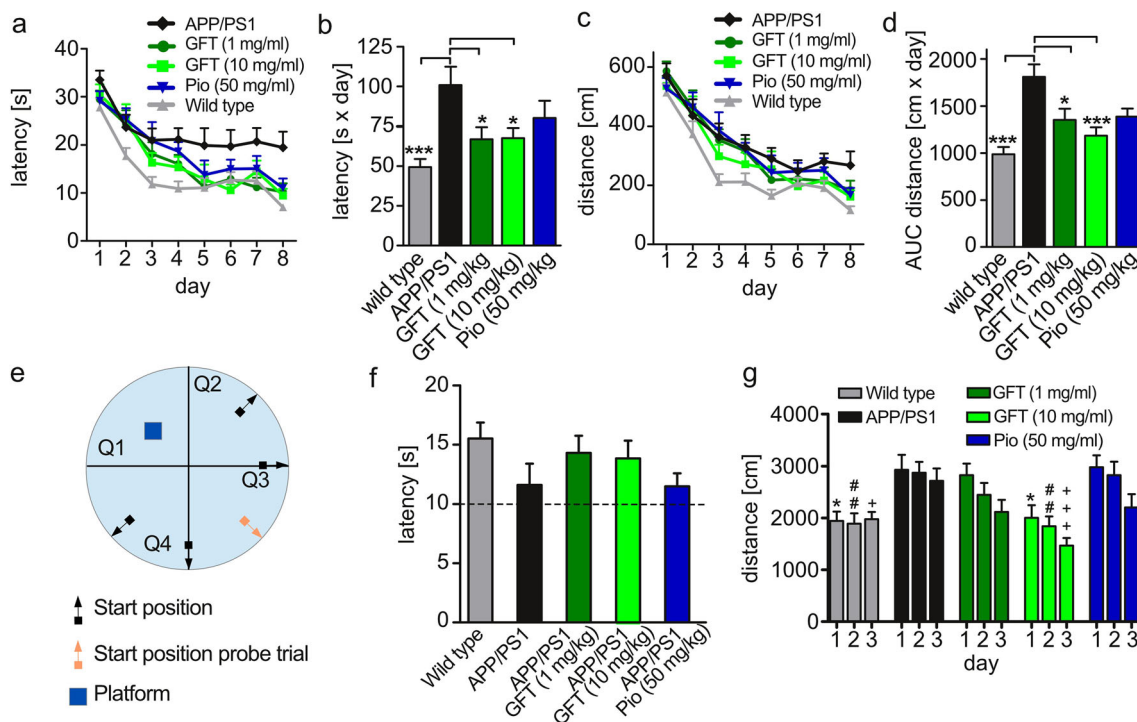 a
APP/PS1
GFT (1 mg/ml)
GFT (10 mg/ml)
Pio (50 mg/ml)
Wild type
latency [s]
40
30
20
10
0
1 2 3 4 5 6 7 8
day
b
latency [s x day]
125
100
75
50
25
0
***
*
*
wild type
APP/PS1
GFT (1 mg/kg
GFT (10 mg/kg)
Pio (50 mg/kg
c
APP/PS1
GFT (1 mg/ml)
GFT (10 mg/ml)
Pio (50 mg/ml)
Wild type
distance [cm]
600
400
200
0
1 2 3 4 5 6 7 8
day
d
AUC distance [cm x day]
2000
1500
1000
500
0
***
*
***
wild type
APP/PS1
GFT (1 mg/kg
GFT (10 mg/kg)
Pio (50 mg/kg
e
Q2
Q1
Q3
Q4
Start position
Start position probe trial
Platform
f
latency [s]
20
15
10
5
0
Wild type
APP/PS1
APP/PS1
GFT (1 mg/kg)
APP/PS1
GFT (10 mg/kg)
APP/PS1
Pio (50 mg/kg)
g
Wild type
APP/PS1
GFT (1 mg/ml)
GFT (10 mg/ml)
Pio (50 mg/ml)
distance [cm]
4000
3000
2000
1000
0
* # # +
* # # + + +
1 2 3 1 2 3 1 2 3 1 2 3 1 2 3
day